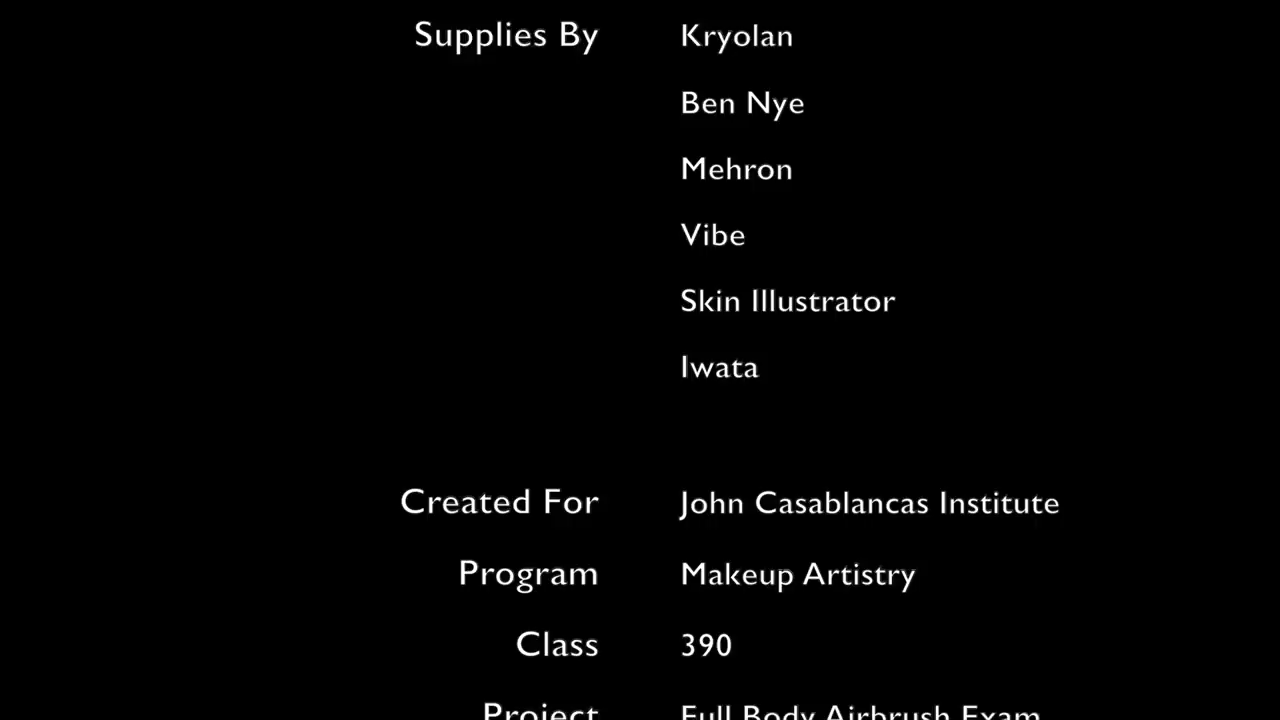 Supplies By Kryolan
Ben Nye
Mehron
Vibe
Skin Illustrator
Iwata
Created For John Casablancas Institute
Program Makeup Artistry
Class 390
Project Full Body Airbrush Exam